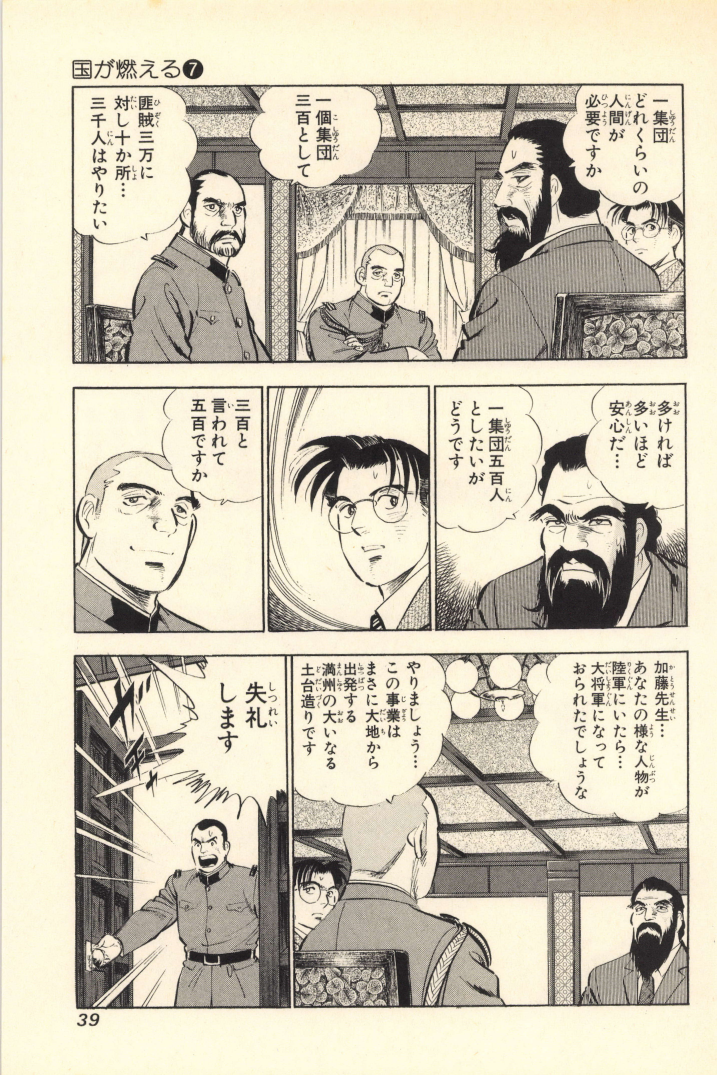 国が燃える❼
一集団
どれくらいの
人間が
必要ですか
一個集団
三百として
匪賊三万に
対し十か所…
三千人はやりたい
多ければ
多いほど
安心だ…
一集団五百人
としたいが
どうです
三百と
言われて
五百ですか
加藤先生…
あなたの様な人物が
陸軍にいたら…
大将軍になって
おられたでしょうな
やりましょう…
この事業は
まさに大地から
出発する
満州の大いなる
土台造りです
ガチャ
失礼
します
39